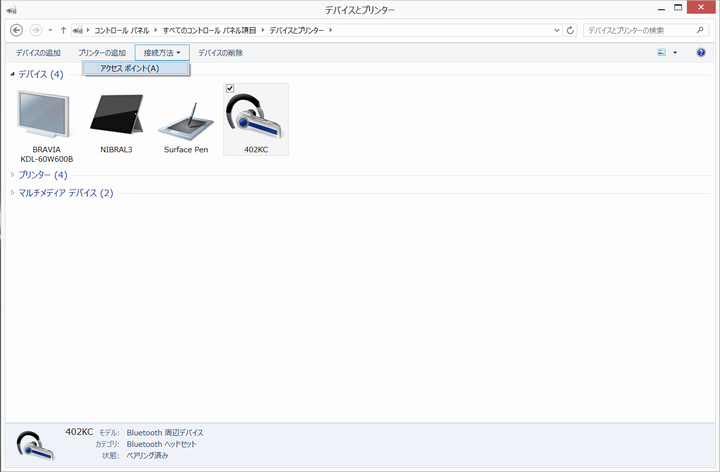 デバイスとプリンター
コントロール パネル ▸ すべてのコントロール パネル項目 ▸ デバイスとプリンター ▸
デバイスとプリンターの検索
デバイスの追加 プリンターの追加 接続方法 デバイスの削除
アクセス ポイント(A)
デバイス (4)
BRAVIA
KDL-60W600B
NIBRAL3
Surface Pen
402KC
プリンター (4)
マルチメディア デバイス (2)
402KC モデル: Bluetooth 周辺デバイス
カテゴリ: Bluetooth ヘッドセット
状態: ペアリング済み